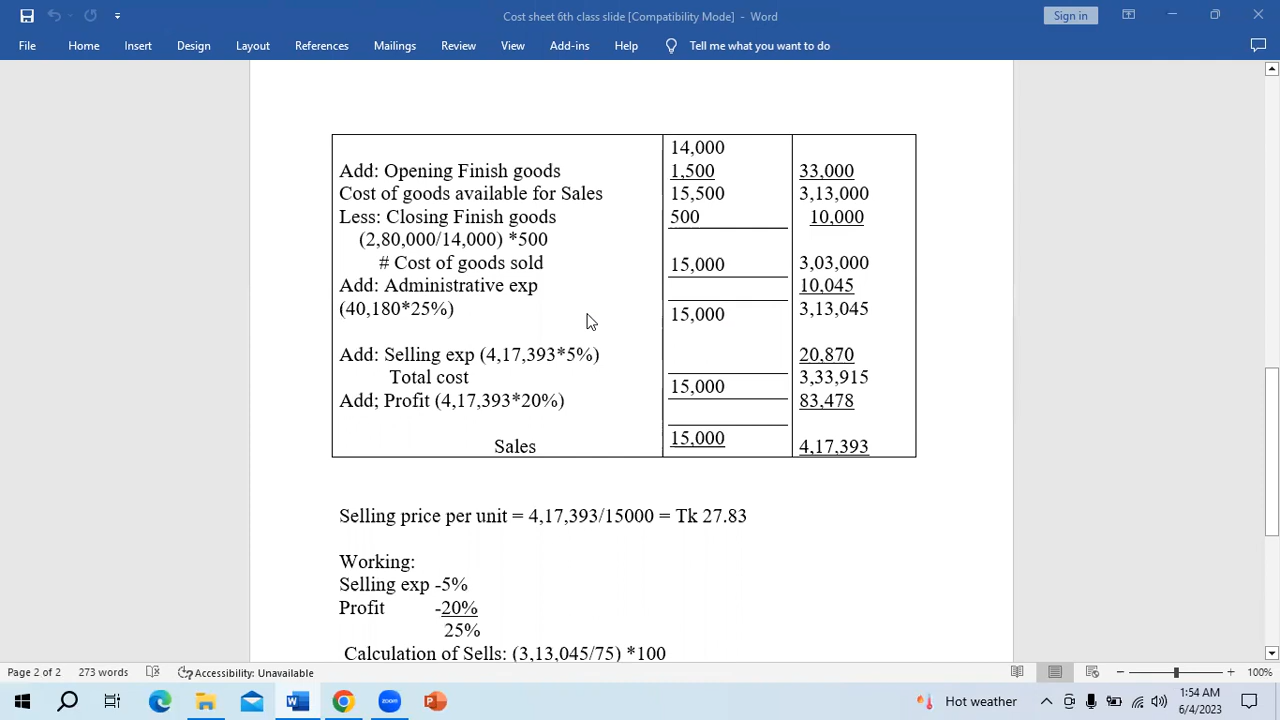 Cost sheet 6th class slide [Compatibility Mode] - Word
Sign in
File Home Insert Draw Design Layout References Mailings Review View Add-ins Help Tell me what you want to do
14,000
Add: Opening Finish goods 1,500 33,000
Cost of goods available for Sales 15,500 3,13,000
Less: Closing Finish goods 500 10,000
(2,80,000/14,000) *500
# Cost of goods sold 15,000 3,03,000
Add: Administrative exp 10,045
(40,180*25%) 15,000 3,13,045
Add: Selling exp (4,17,393*5%) 20,870
Total cost 15,000 3,33,915
Add; Profit (4,17,393*20%) 83,478
Sales 15,000 4,17,393
Selling price per unit = 4,17,393/15000 = Tk 27.83
Working:
Selling exp -5%
Profit -20%
25%
Calculation of Sells: (3,13,045/75) *100
Page 2 of 2 273 words Accessibility: Unavailable 100%
Hot weather 1:54 AM
6/4/2023